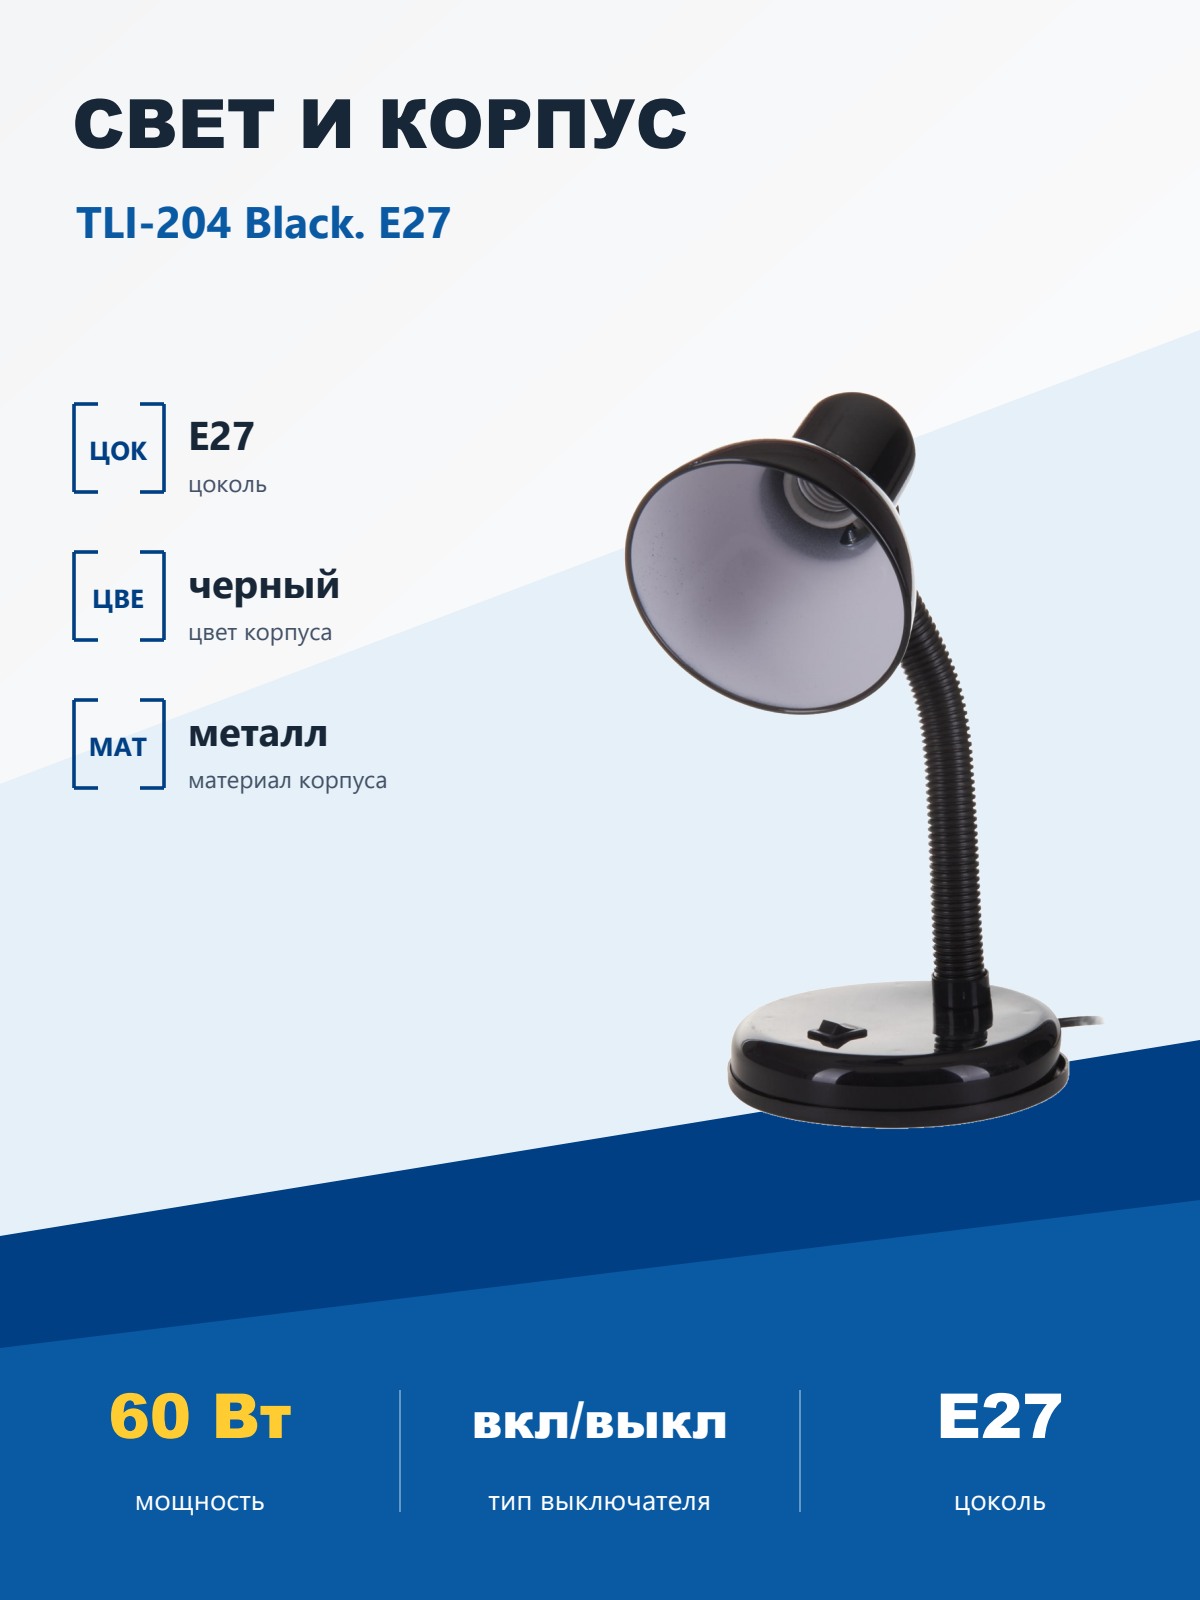 СВЕТ И КОРПУС
TLI-204 Black. E27
ЦОК
E27
цоколь
ЦВЕ
черный
цвет корпуса
МАТ
металл
материал корпуса
60 Вт
мощность
вкл/выкл
тип выключателя
E27
цоколь